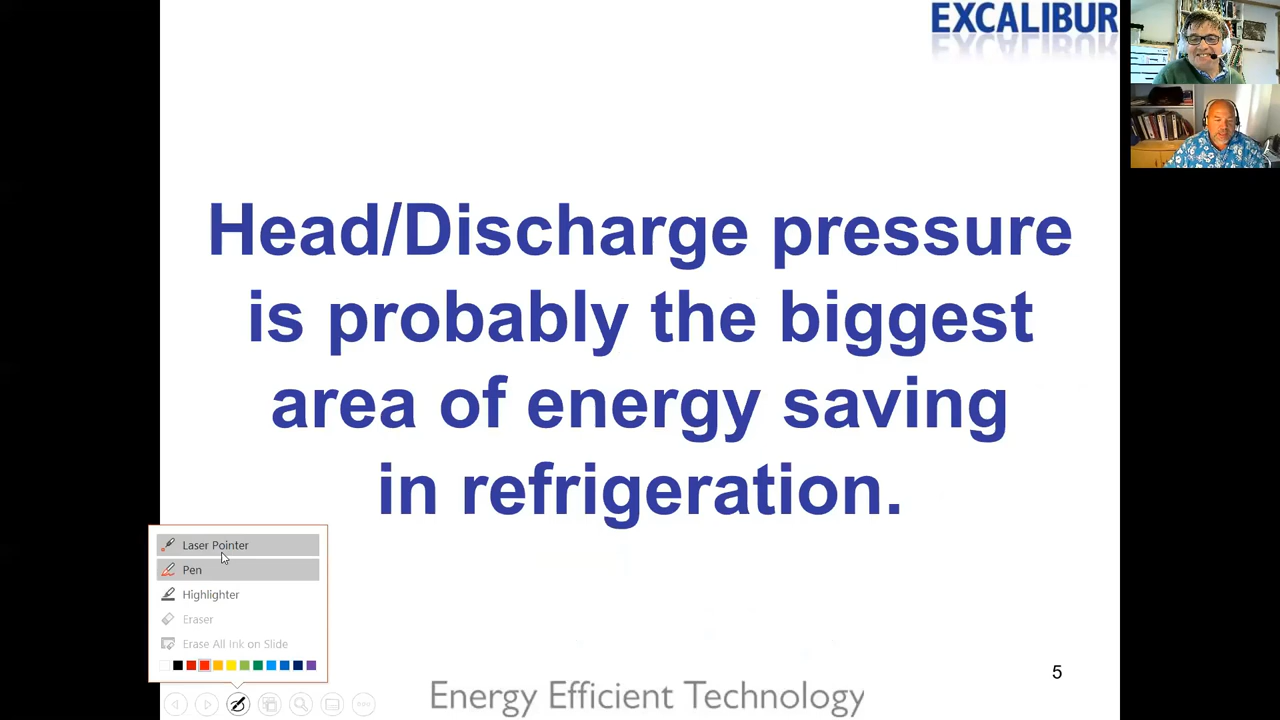 EXCALIBUR
Head/Discharge pressure
is probably the biggest
area of energy saving
in refrigeration.
Laser Pointer
Pen
Highlighter
Eraser
Erase All Ink on Slide
5
Energy Efficient Technology